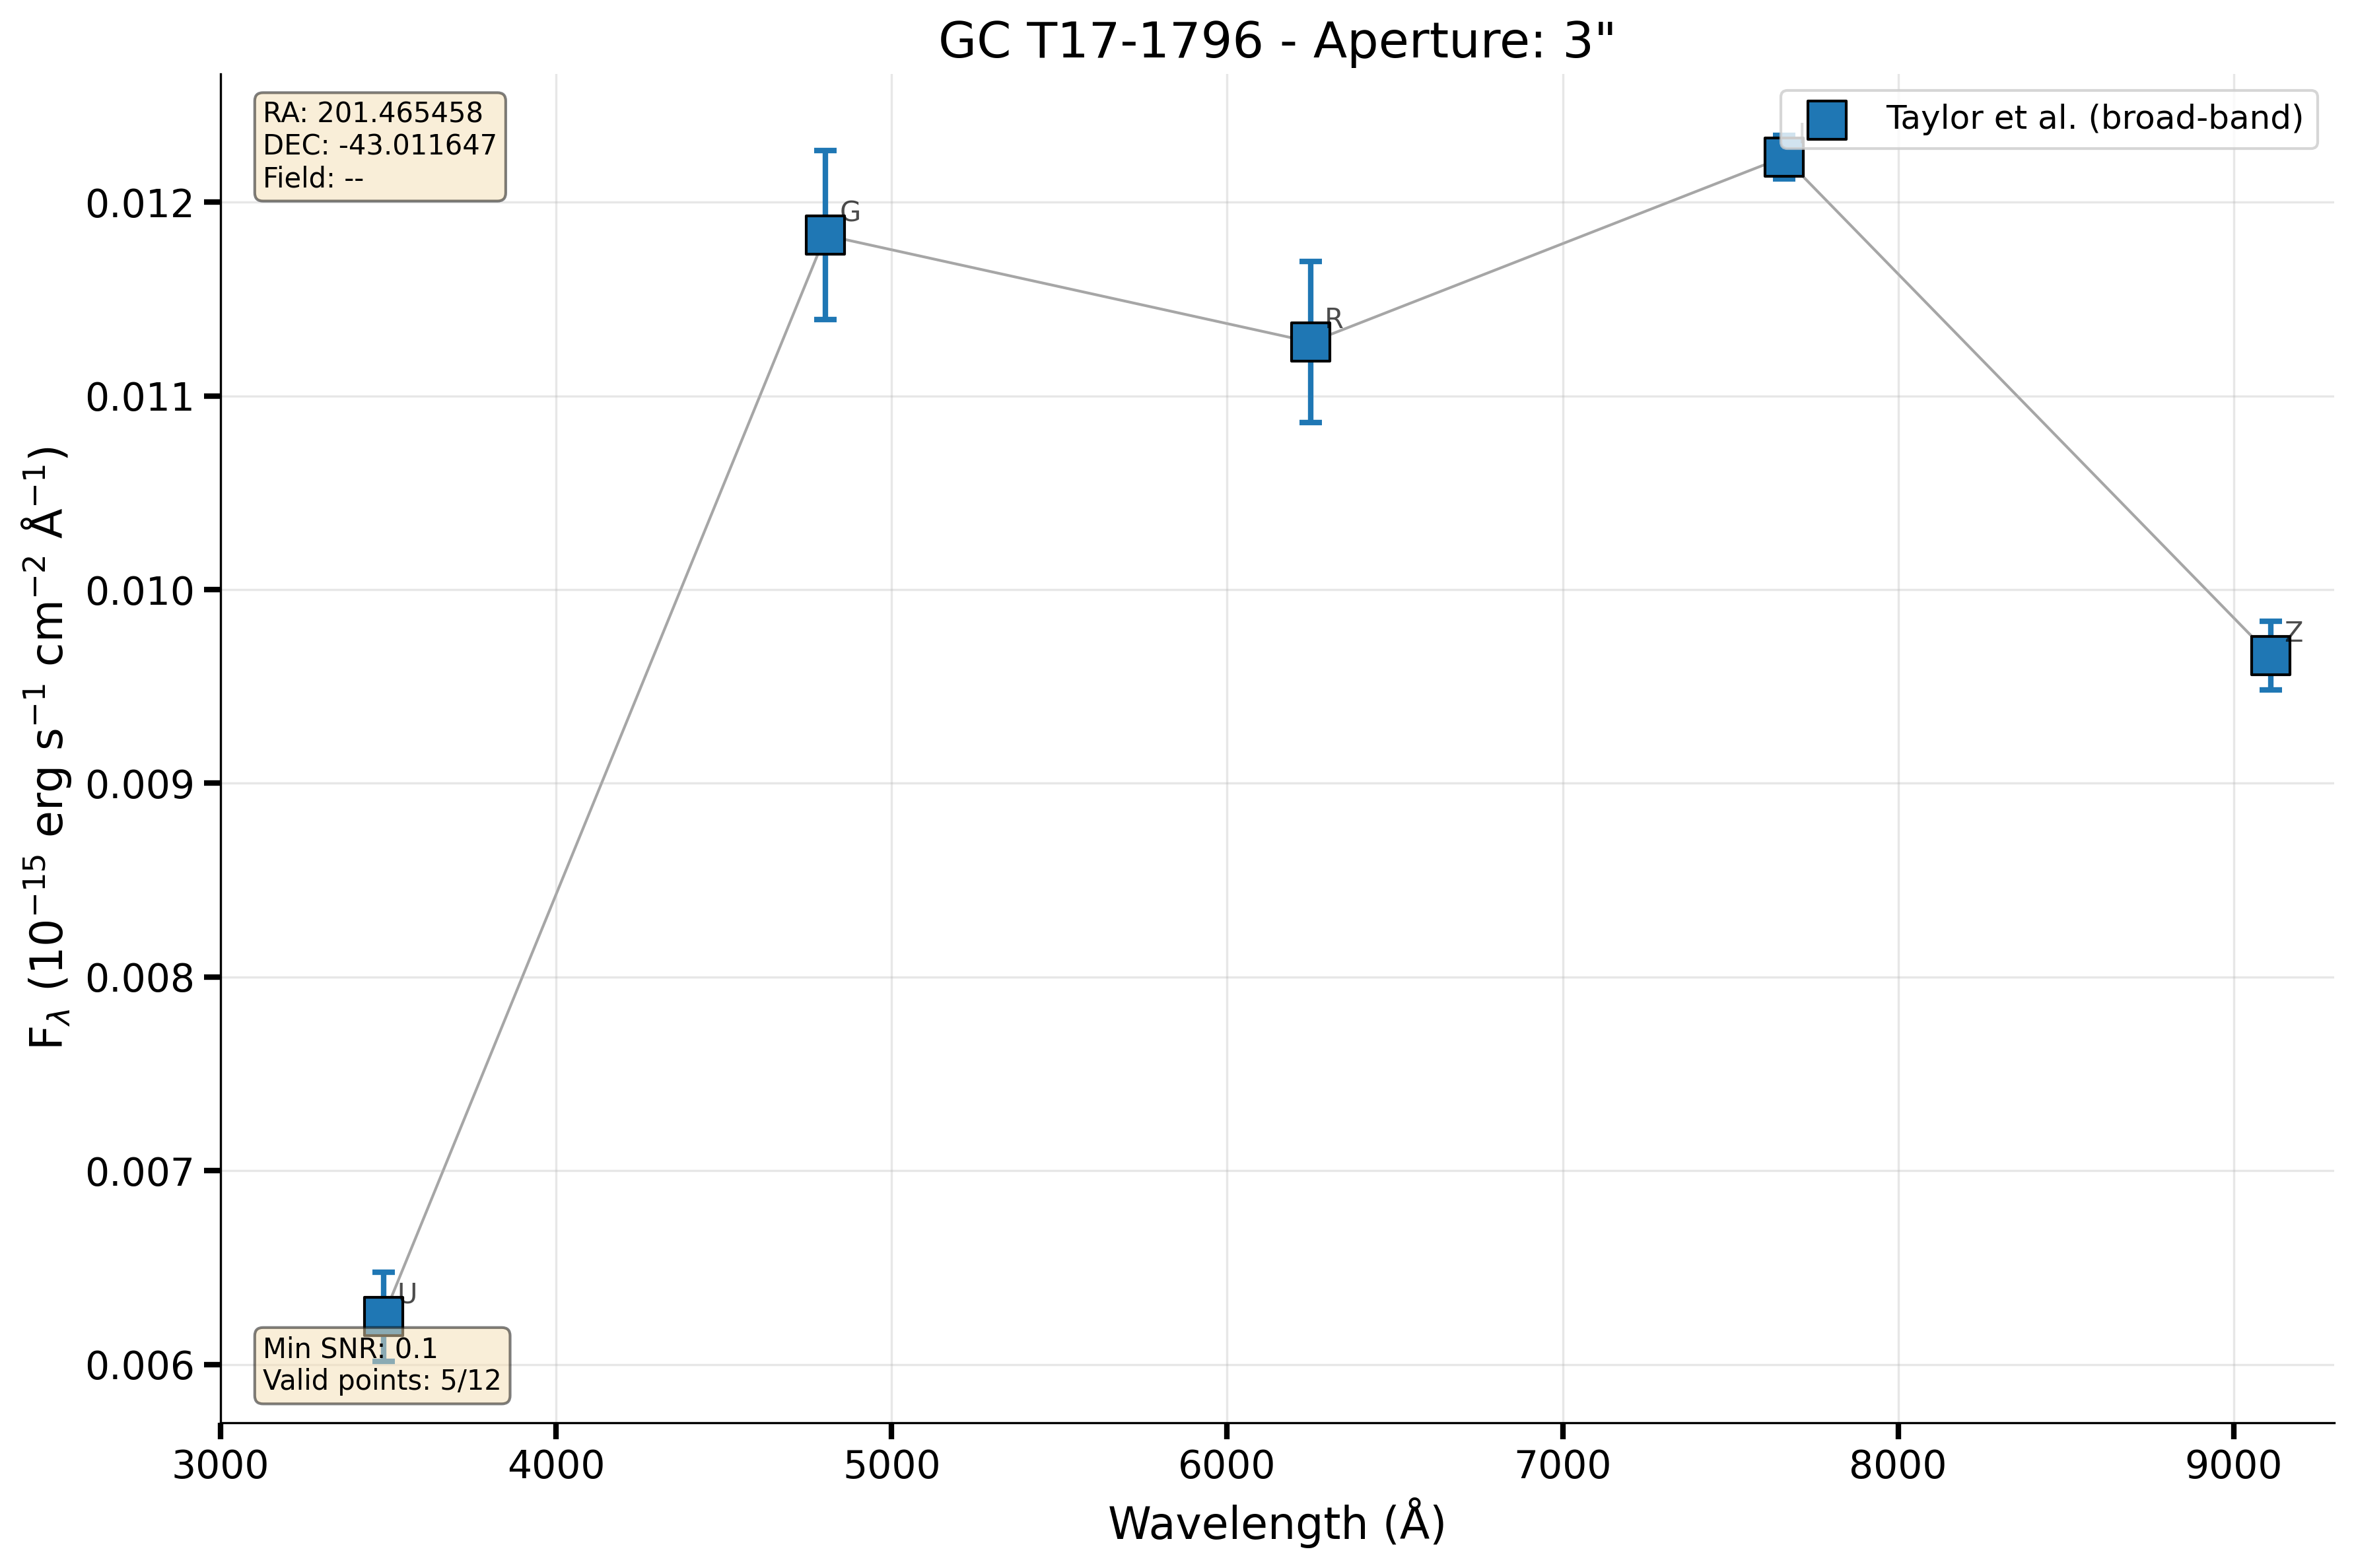 GC T17-1796 - Aperture: 3"
RA: 201.465458
DEC: -43.011647
Field: --
Taylor et al. (broad-band)
G
R
Z
U
Min SNR: 0.1
Valid points: 5/12
0.012
0.011
0.010
0.009
0.008
0.007
0.006
3000 4000 5000 6000 7000 8000 9000
Wavelength (Å)
F_λ (10⁻¹⁵ erg s⁻¹ cm⁻² Å⁻¹)